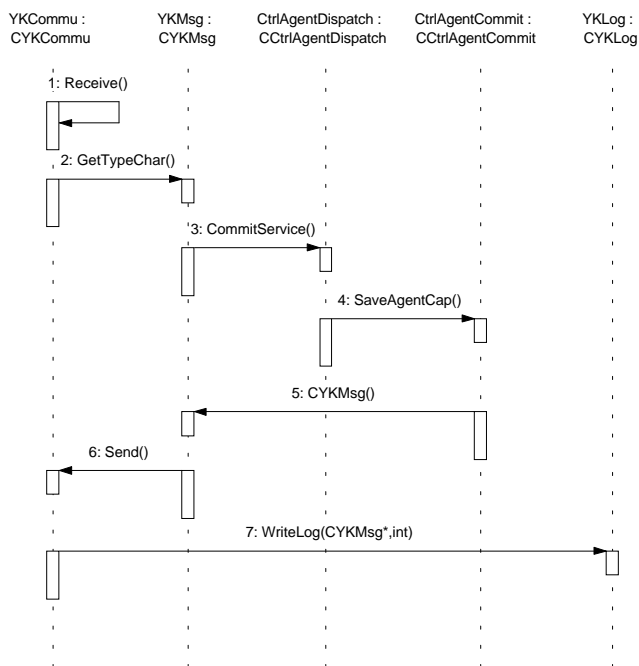 YKCommu :
CYKCommu
YKMsg :
CYKMsg
CtrlAgentDispatch :
CCtrlAgentDispatch
CtrlAgentCommit :
CCtrlAgentCommit
YKLog :
CYKLog
1: Receive()
2: GetTypeChar()
3: CommitService()
4: SaveAgentCap()
5: CYKMsg()
6: Send()
7: WriteLog(CYKMsg*,int)